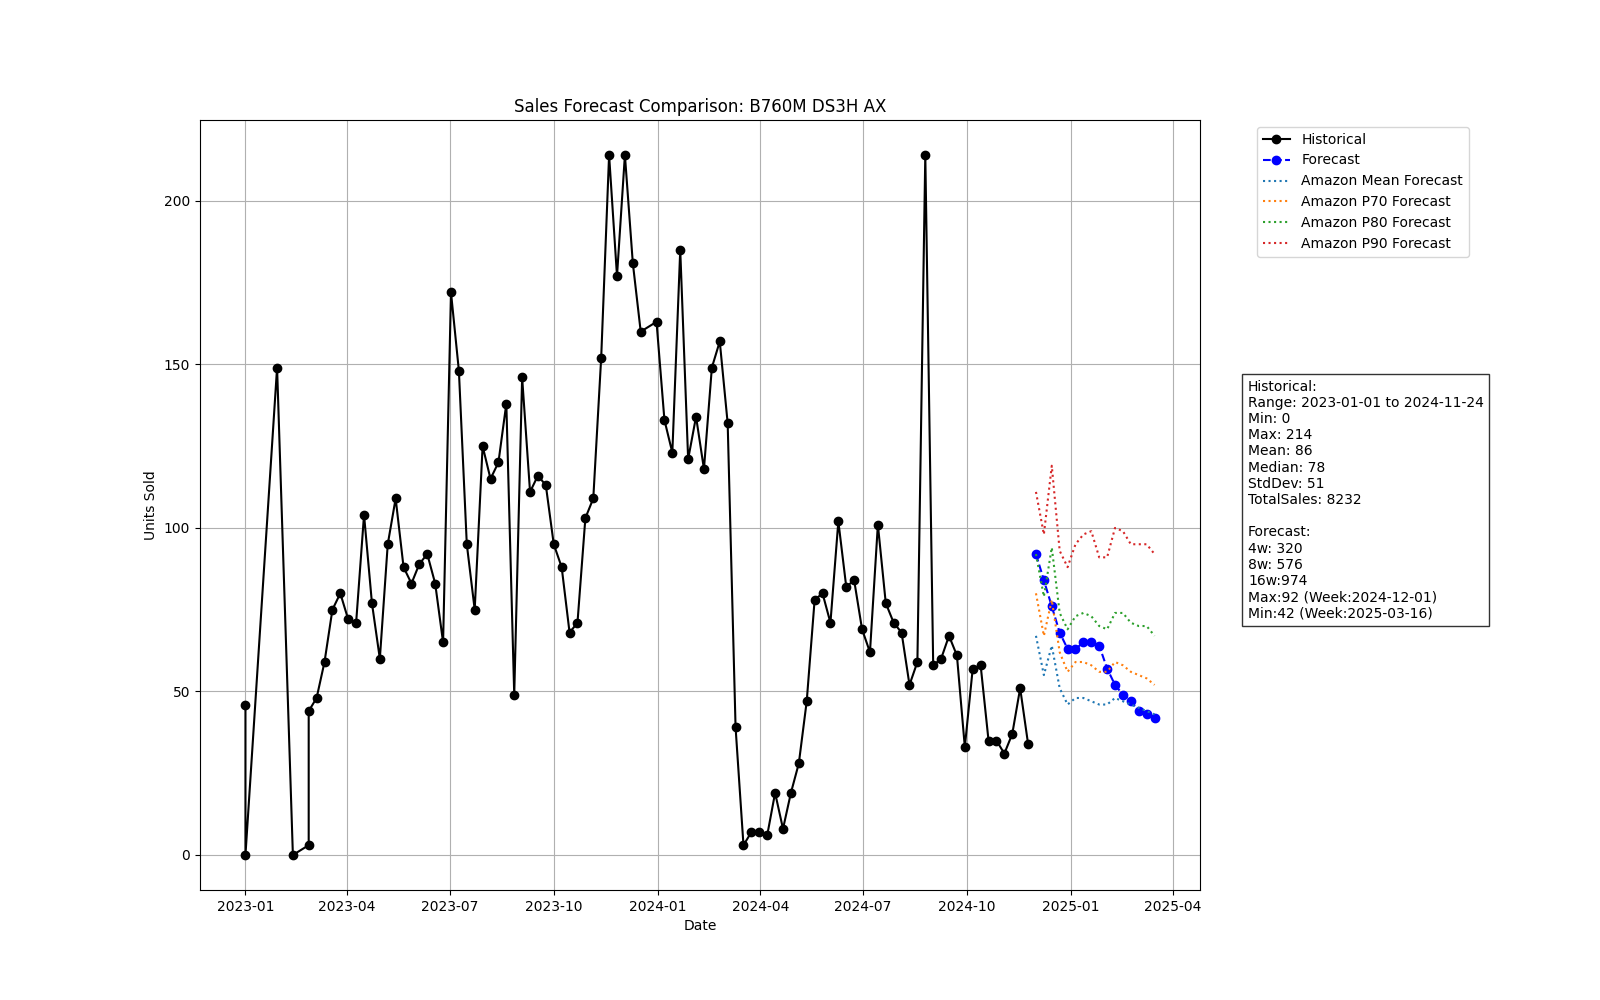 Sales Forecast Comparison: B760M DS3H AX
Historical
Forecast
Amazon Mean Forecast
Amazon P70 Forecast
Amazon P80 Forecast
Amazon P90 Forecast
Units Sold
200
150
100
50
0
2023-01 2023-04 2023-07 2023-10 2024-01 2024-04 2024-07 2024-10 2025-01 2025-04
Date
Historical:
Range: 2023-01-01 to 2024-11-24
Min: 0
Max: 214
Mean: 86
Median: 78
StdDev: 51
TotalSales: 8232
Forecast:
4w: 320
8w: 576
16w:974
Max:92 (Week:2024-12-01)
Min:42 (Week:2025-03-16)